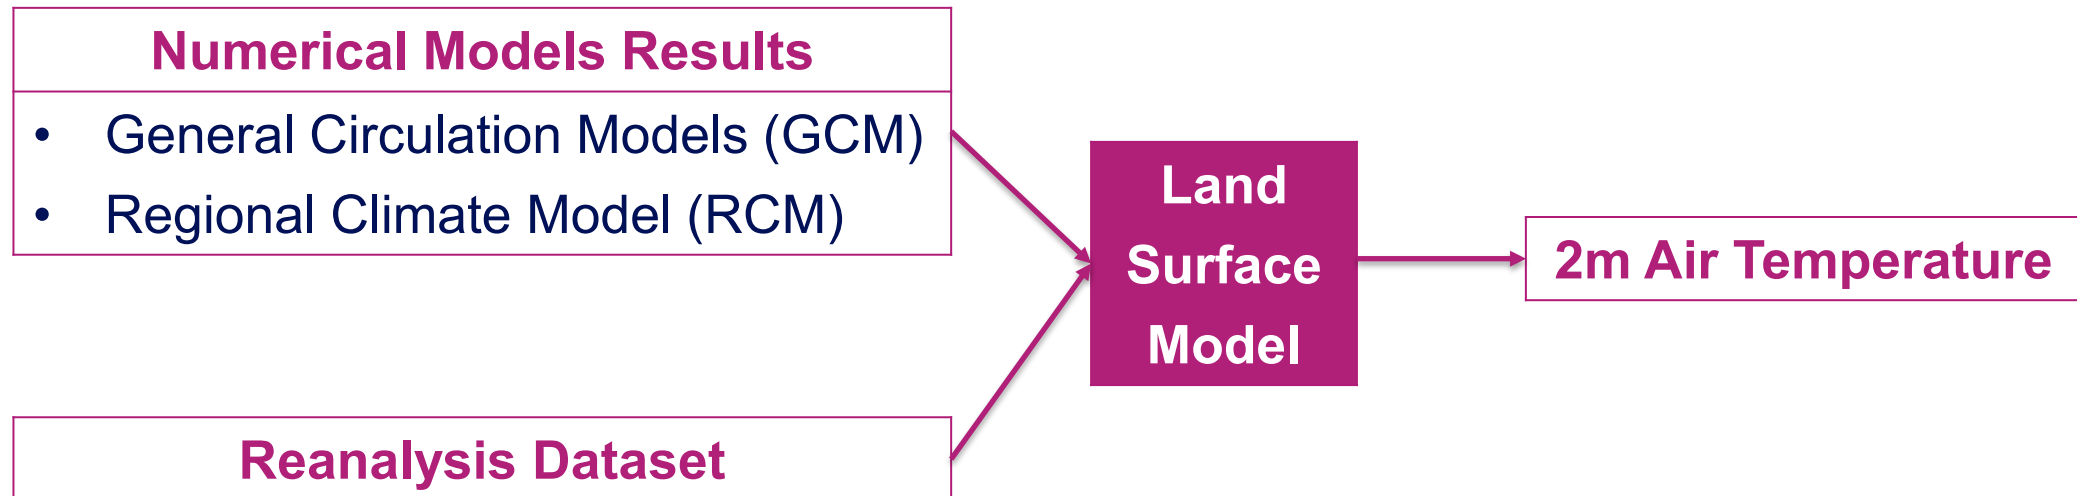 Numerical Models Results
• General Circulation Models (GCM)
• Regional Climate Model (RCM)
Land
Surface
Model
2m Air Temperature
Reanalysis Dataset